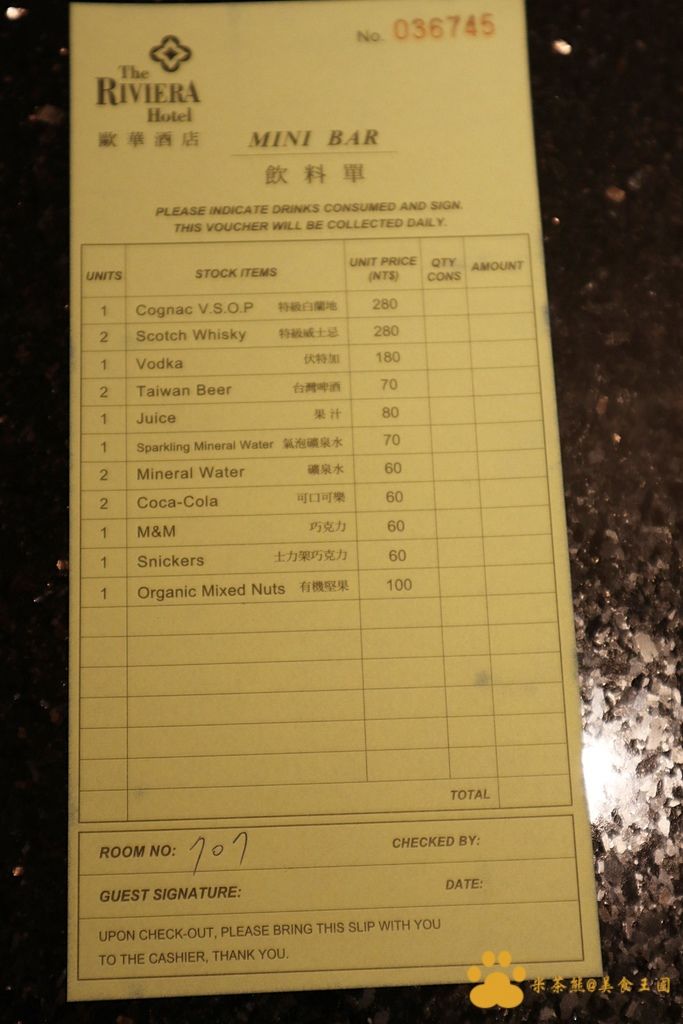 No. 036745
The
RIVIERA
Hotel
歐華酒店
MINI BAR
飲料單
PLEASE INDICATE DRINKS CONSUMED AND SIGN.
THIS VOUCHER WILL BE COLLECTED DAILY.
UNITS STOCK ITEMS UNIT PRICE (NT$) QTY CONS AMOUNT
1 Cognac V.S.O.P 特級白蘭地 280
2 Scotch Whisky 特級威士忌 280
1 Vodka 伏特加 180
2 Taiwan Beer 台灣啤酒 70
1 Juice 果汁 80
1 Sparkling Mineral Water 氣泡礦泉水 70
2 Mineral Water 礦泉水 60
2 Coca-Cola 可口可樂 60
1 M&M 巧克力 60
1 Snickers 士力架巧克力 60
1 Organic Mixed Nuts 有機堅果 100
TOTAL
ROOM NO: 707 CHECKED BY:
GUEST SIGNATURE: DATE:
UPON CHECK-OUT, PLEASE BRING THIS SLIP WITH YOU
TO THE CASHIER, THANK YOU.
米茶熊@美食王國